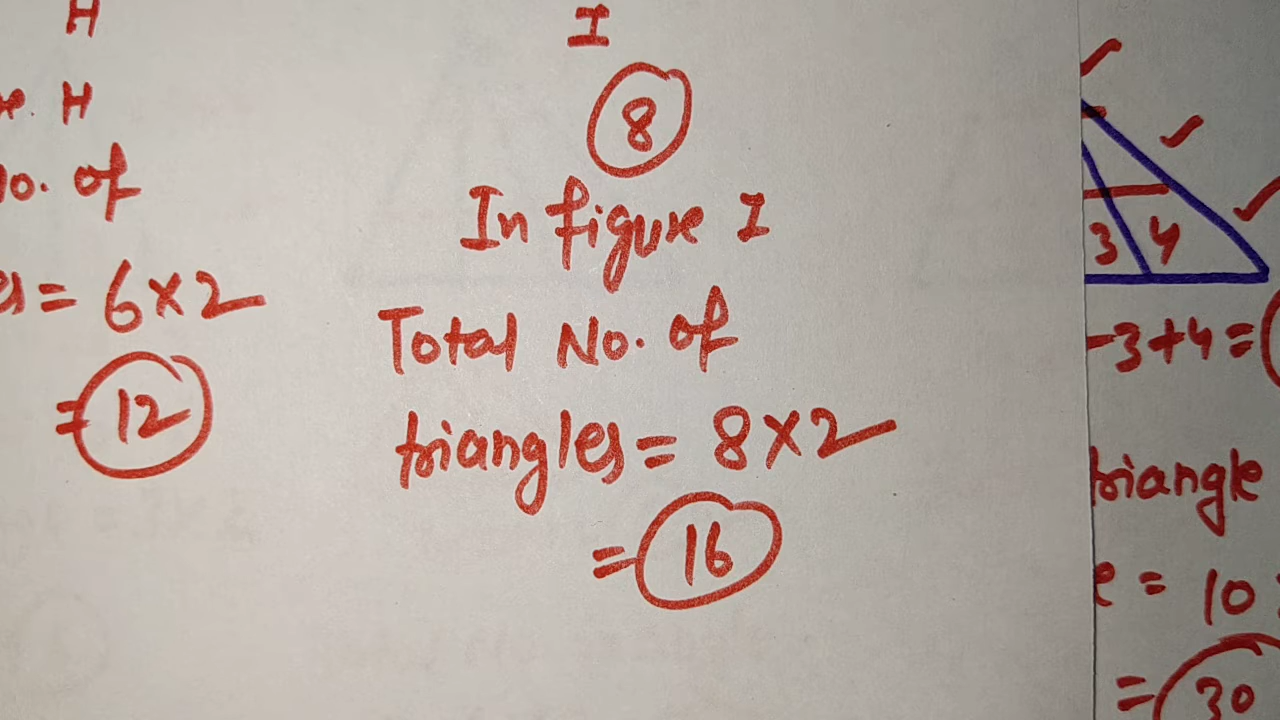 H
H
No. of
= 6×2
= 12
I
8
In figure I
Total No. of
triangles = 8×2
= 16
3 4
3+4 =
triangle
= 10
= 30